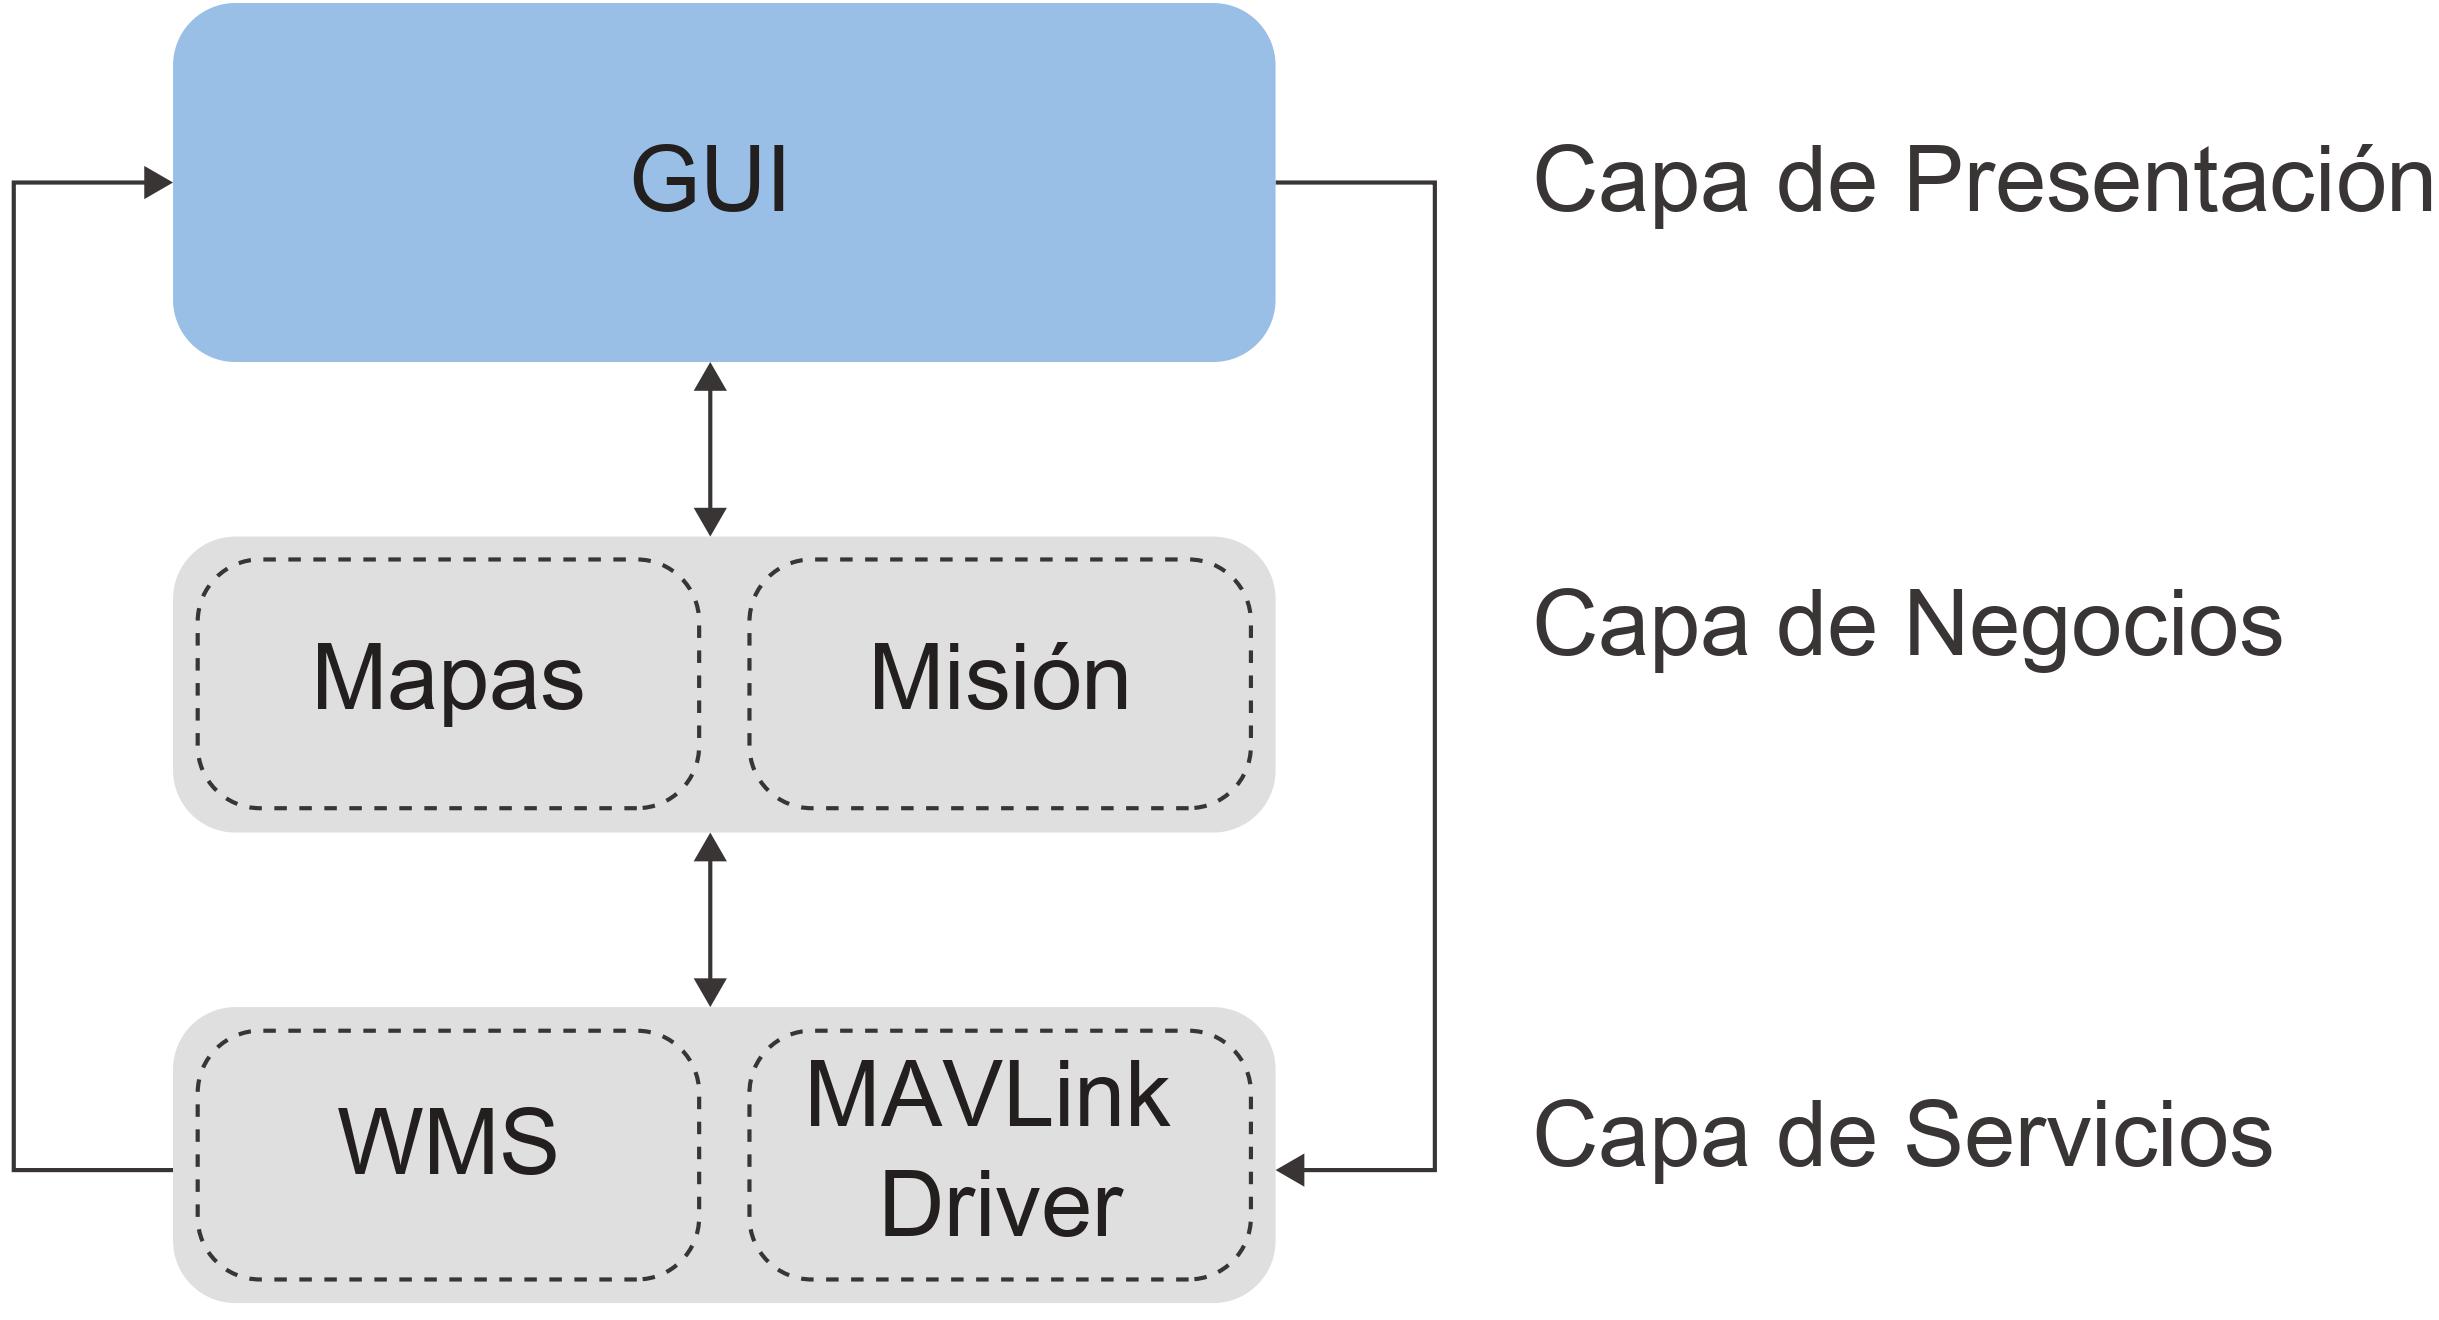 GUI
Capa de Presentación
Mapas
Misión
Capa de Negocios
WMS
MAVLink
Driver
Capa de Servicios